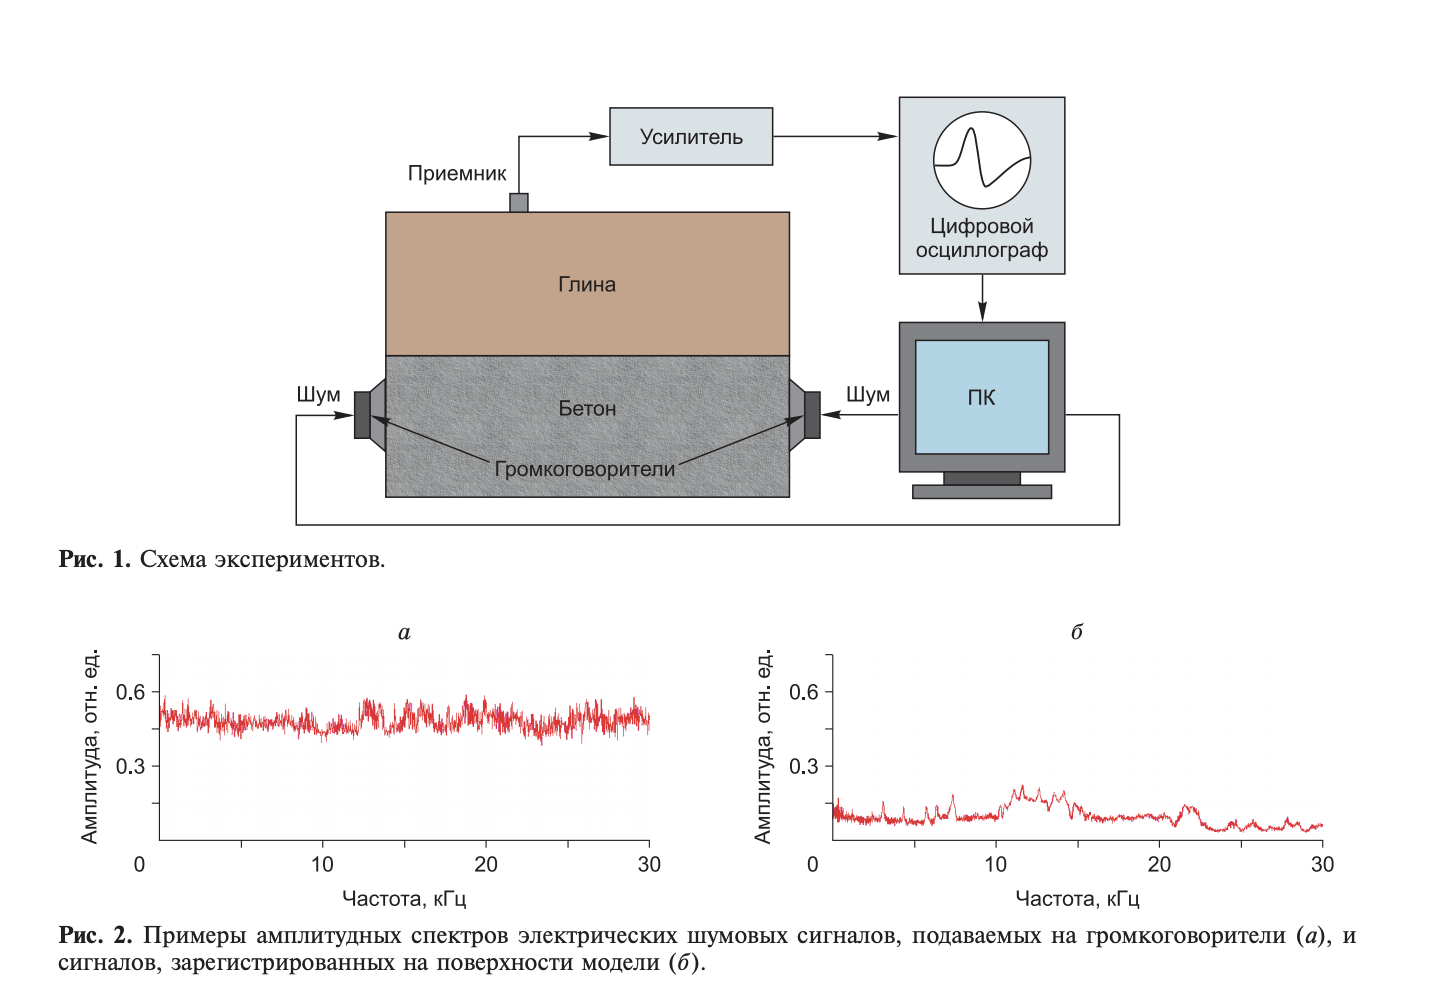 Усилитель
Приемник
Цифровой
осциллограф
Глина
Шум
Бетон
Шум
ПК
Громкоговорители
Рис. 1. Схема экспериментов.
а
Амплитуда, отн. ед.
0.6
0.3
0
10
20
30
Частота, кГц
б
Амплитуда, отн. ед.
0.6
0.3
0
10
20
30
Частота, кГц
Рис. 2. Примеры амплитудных спектров электрических шумовых сигналов, подаваемых на громкоговорители (а), и
сигналов, зарегистрированных на поверхности модели (б).